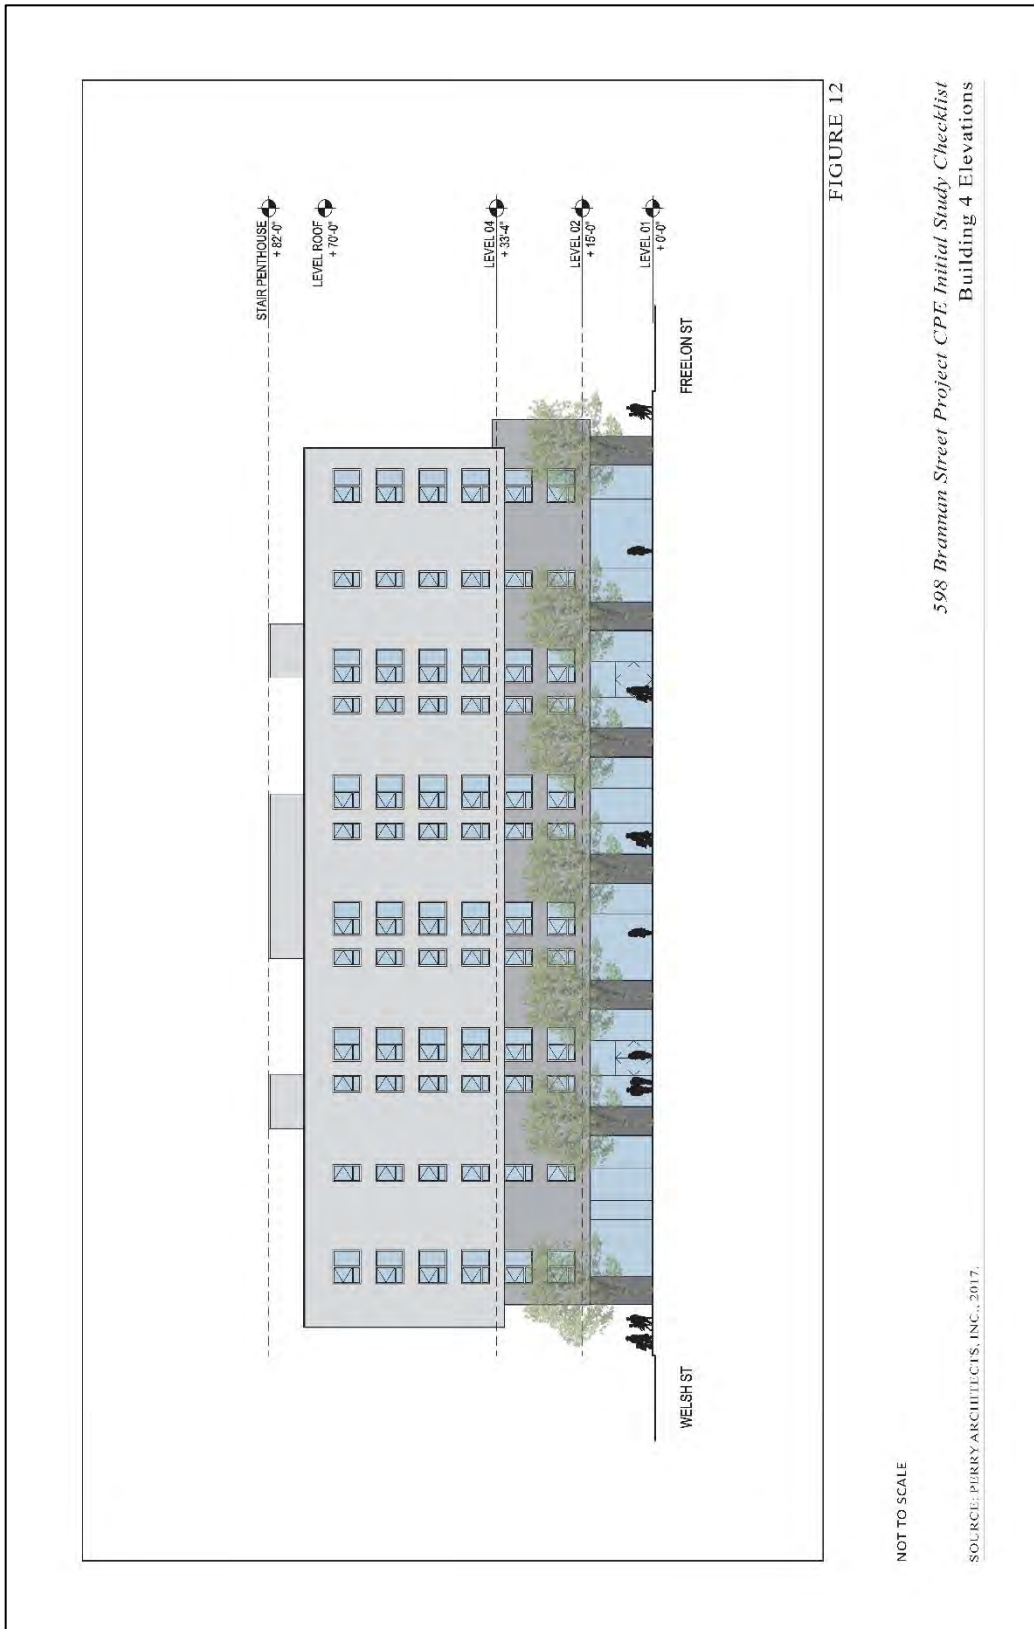 STAIR PENTHOUSE
+ 82'-0"
LEVEL ROOF
+ 70'-0"
LEVEL 04
+ 33'-4"
LEVEL 02
+ 15'-0"
LEVEL 01
+ 0'-0"
WELSH ST
FREELON ST
FIGURE 12
NOT TO SCALE
598 Brannan Street Project CPE Initial Study Checklist
Building 4 Elevations
SOURCE: PERRY ARCHITECTS, INC., 2017.